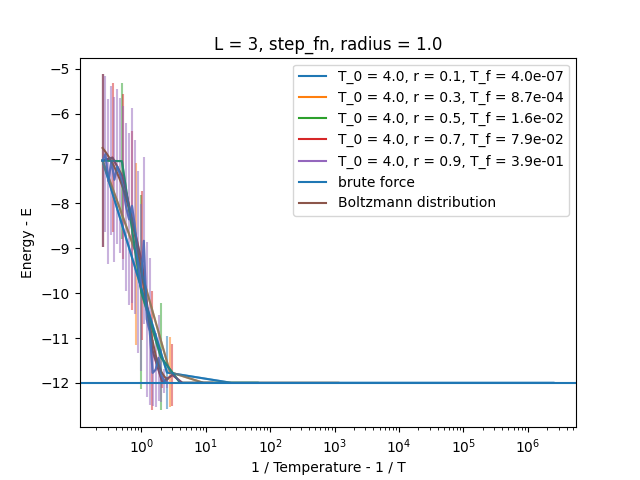 L = 3, step_fn, radius = 1.0
T_0 = 4.0, r = 0.1, T_f = 4.0e-07
T_0 = 4.0, r = 0.3, T_f = 8.7e-04
T_0 = 4.0, r = 0.5, T_f = 1.6e-02
T_0 = 4.0, r = 0.7, T_f = 7.9e-02
T_0 = 4.0, r = 0.9, T_f = 3.9e-01
brute force
Boltzmann distribution
Energy - E
−5
−6
−7
−8
−9
−10
−11
−12
10⁰ 10¹ 10² 10³ 10⁴ 10⁵ 10⁶
1 / Temperature - 1 / T